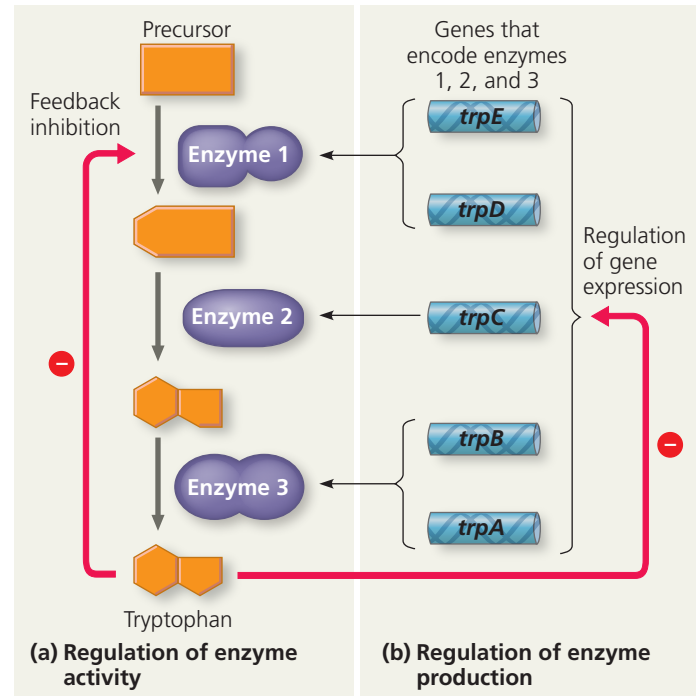 Precursor
Feedback
inhibition
Enzyme 1
Enzyme 2
–
Enzyme 3
Tryptophan
(a) Regulation of enzyme
activity
Genes that
encode enzymes
1, 2, and 3
trpE
trpD
Regulation
of gene
expression
trpC
–
trpB
trpA
(b) Regulation of enzyme
production